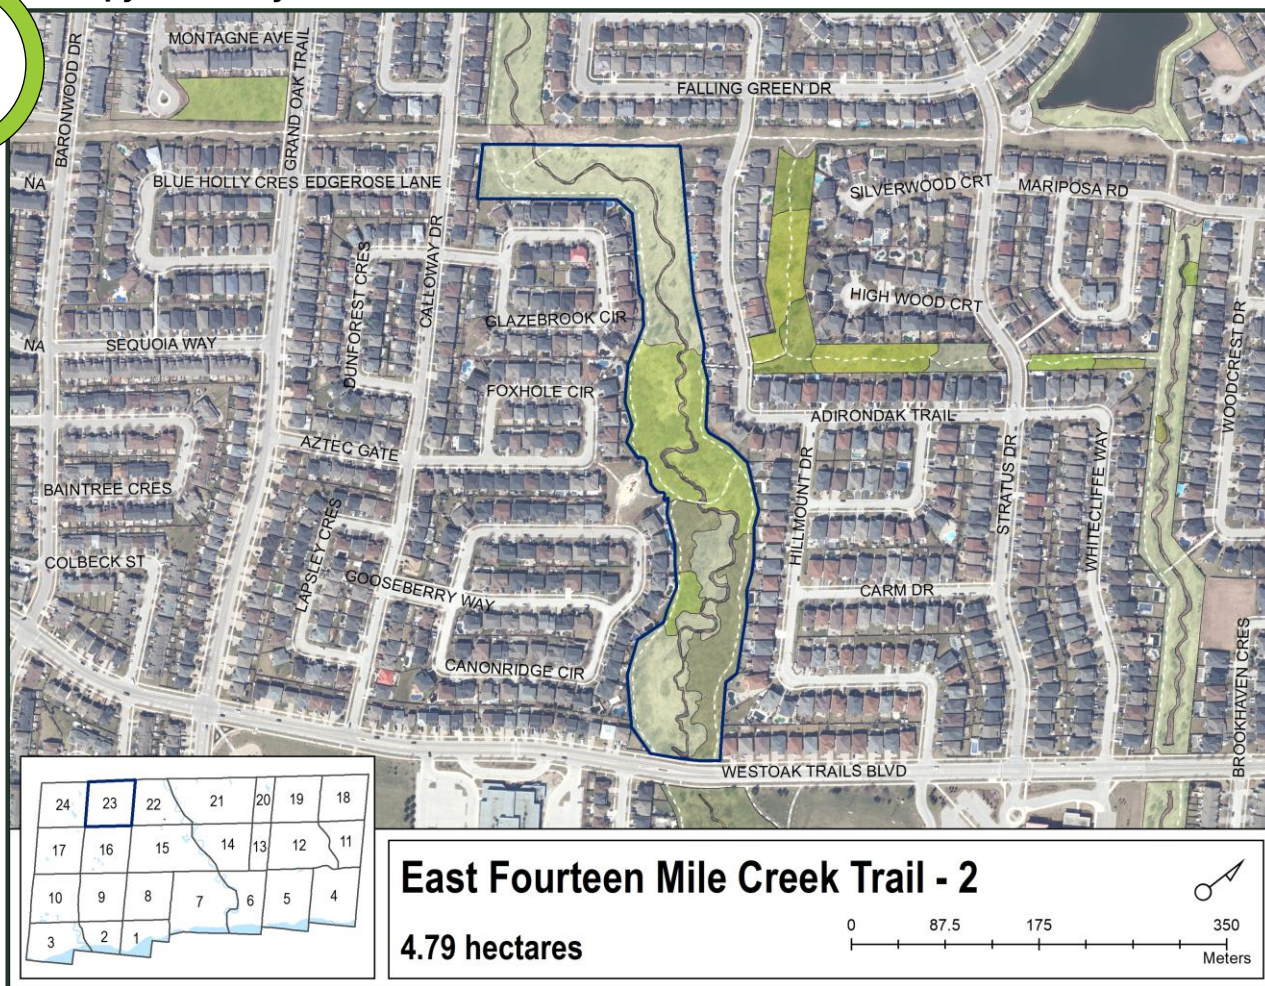 MONTAGNE AVE
BARONWOOD DR
GRAND OAK TRAIL
FALLING GREEN DR
NA
BLUE HOLLY CRES
EDGEROSE LANE
SILVERWOOD CRT
MARIPOSA RD
DUNFOREST CRES
CALLOWAY DR
HIGH WOOD CRT
GLAZEBROOK CIR
NA
SEQUOIA WAY
WOODCREST DR
FOXHOLE CIR
ADIRONDAK TRAIL
AZTEC GATE
HILLMOUNT DR
STRATUS DR
WHITECLIFFE WAY
BAINTREE CRES
LAPSLEY CRES
COLBECK ST
GOOSEBERRY WAY
CARM DR
CANONRIDGE CIR
BROOKHAVEN CRES
WESTOAK TRAILS BLVD
24 23 22 21 20 19 18
17 16 15 14 13 12 11
10 9 8 7 6 5 4
3 2 1
East Fourteen Mile Creek Trail - 2
4.79 hectares
0 87.5 175 350
Meters